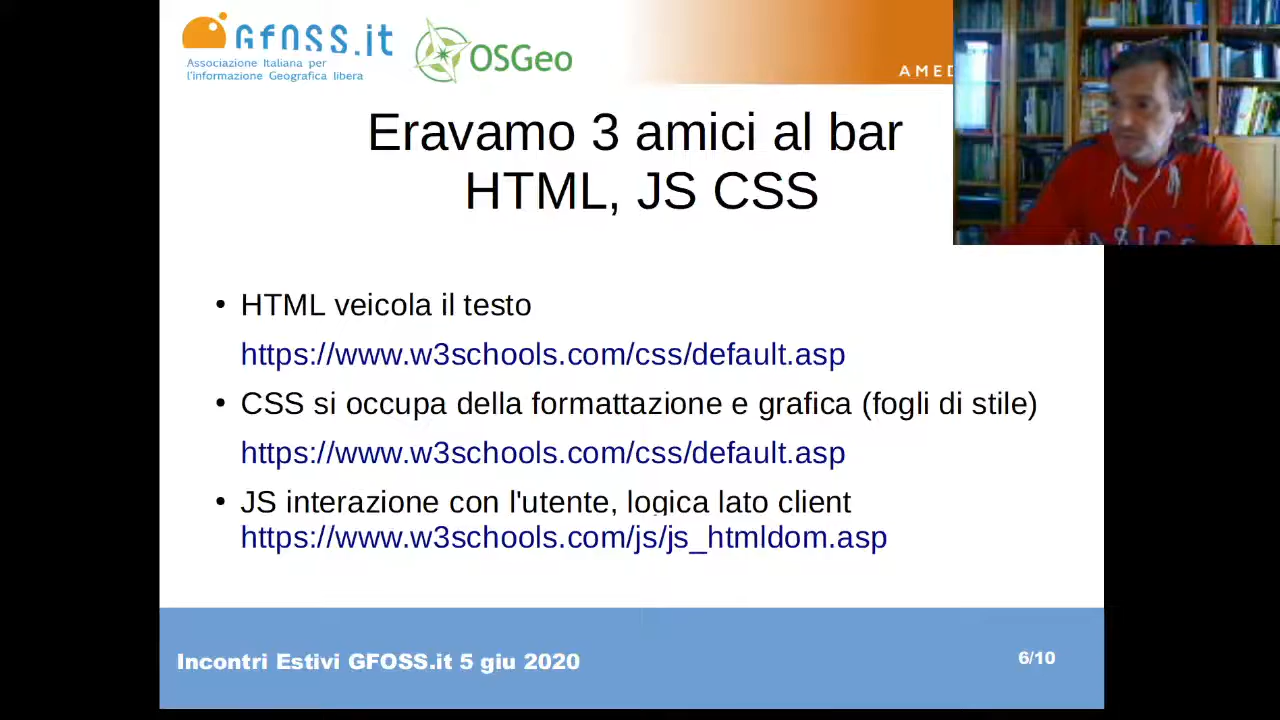 GFOSS.it
Associazione Italiana per
l'informazione Geografica libera
OSGeo
Eravamo 3 amici al bar
HTML, JS CSS
• HTML veicola il testo
https://www.w3schools.com/css/default.asp
• CSS si occupa della formattazione e grafica (fogli di stile)
https://www.w3schools.com/css/default.asp
• JS interazione con l'utente, logica lato client
https://www.w3schools.com/js/js_htmldom.asp
Incontri Estivi GFOSS.it 5 giu 2020
6/10